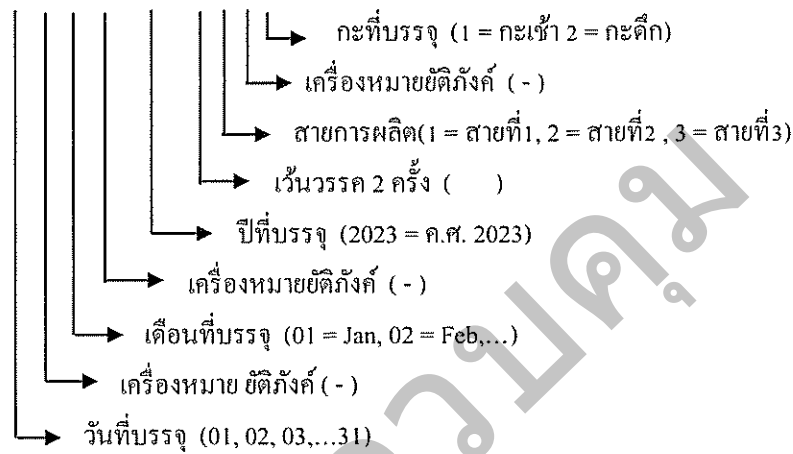 กะที่บรรจุ (1 = กะเช้า 2 = กะดึก)
เครื่องหมายยัติภังค์ ( - )
สายการผลิต(1 = สายที่1, 2 = สายที่2 , 3 = สายที่3)
เว้นวรรค 2 ครั้ง ( )
ปีที่บรรจุ (2023 = ค.ศ. 2023)
เครื่องหมายยัติภังค์ ( - )
เดือนที่บรรจุ (01 = Jan, 02 = Feb,...)
เครื่องหมาย ยัติภังค์ ( - )
วันที่บรรจุ (01, 02, 03,...31)
วบคุม